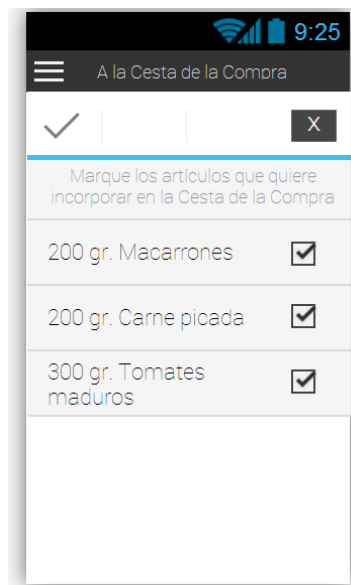 9:25
A la Cesta de la Compra
X
Marque los artículos que quiere
incorporar en la Cesta de la Compra
200 gr. Macarrones
200 gr. Carne picada
300 gr. Tomates
maduros